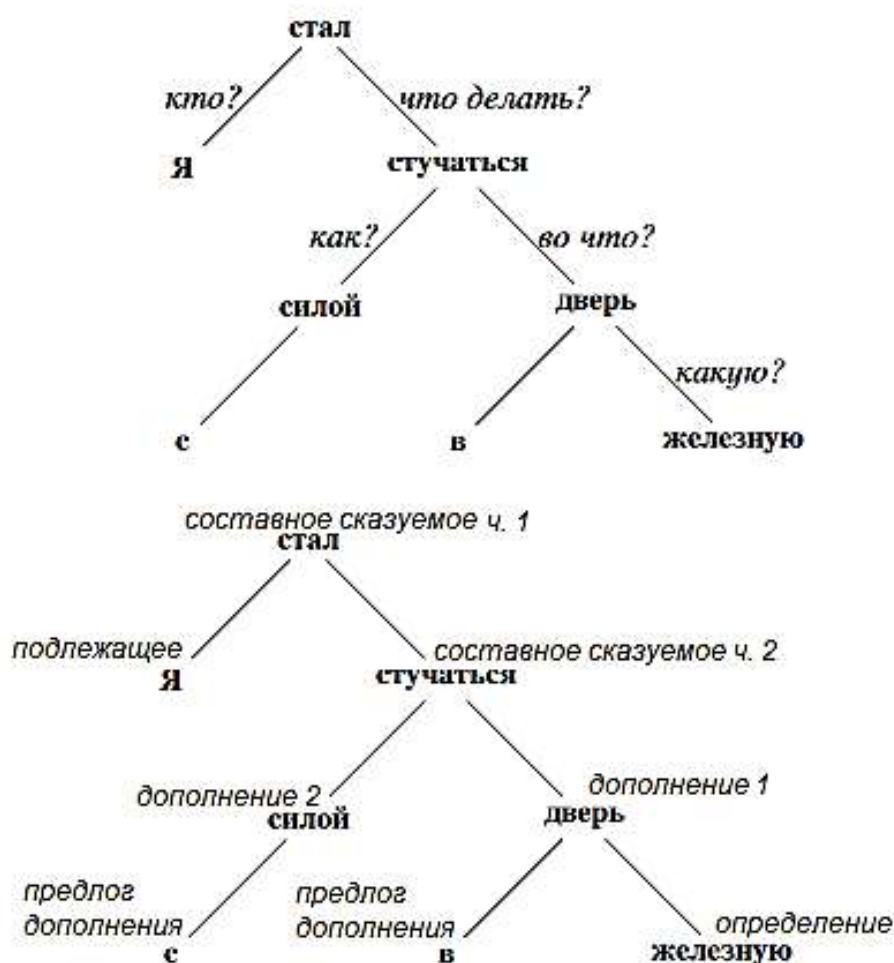 стал
кто? что делать?
Я стучаться
как? во что?
силой дверь
какую?
с в железную
составное сказуемое ч. 1
стал
подлежащее составное сказуемое ч. 2
Я стучаться
дополнение 2 дополнение 1
силой дверь
предлог предлог
дополнения дополнения определение
с в железную